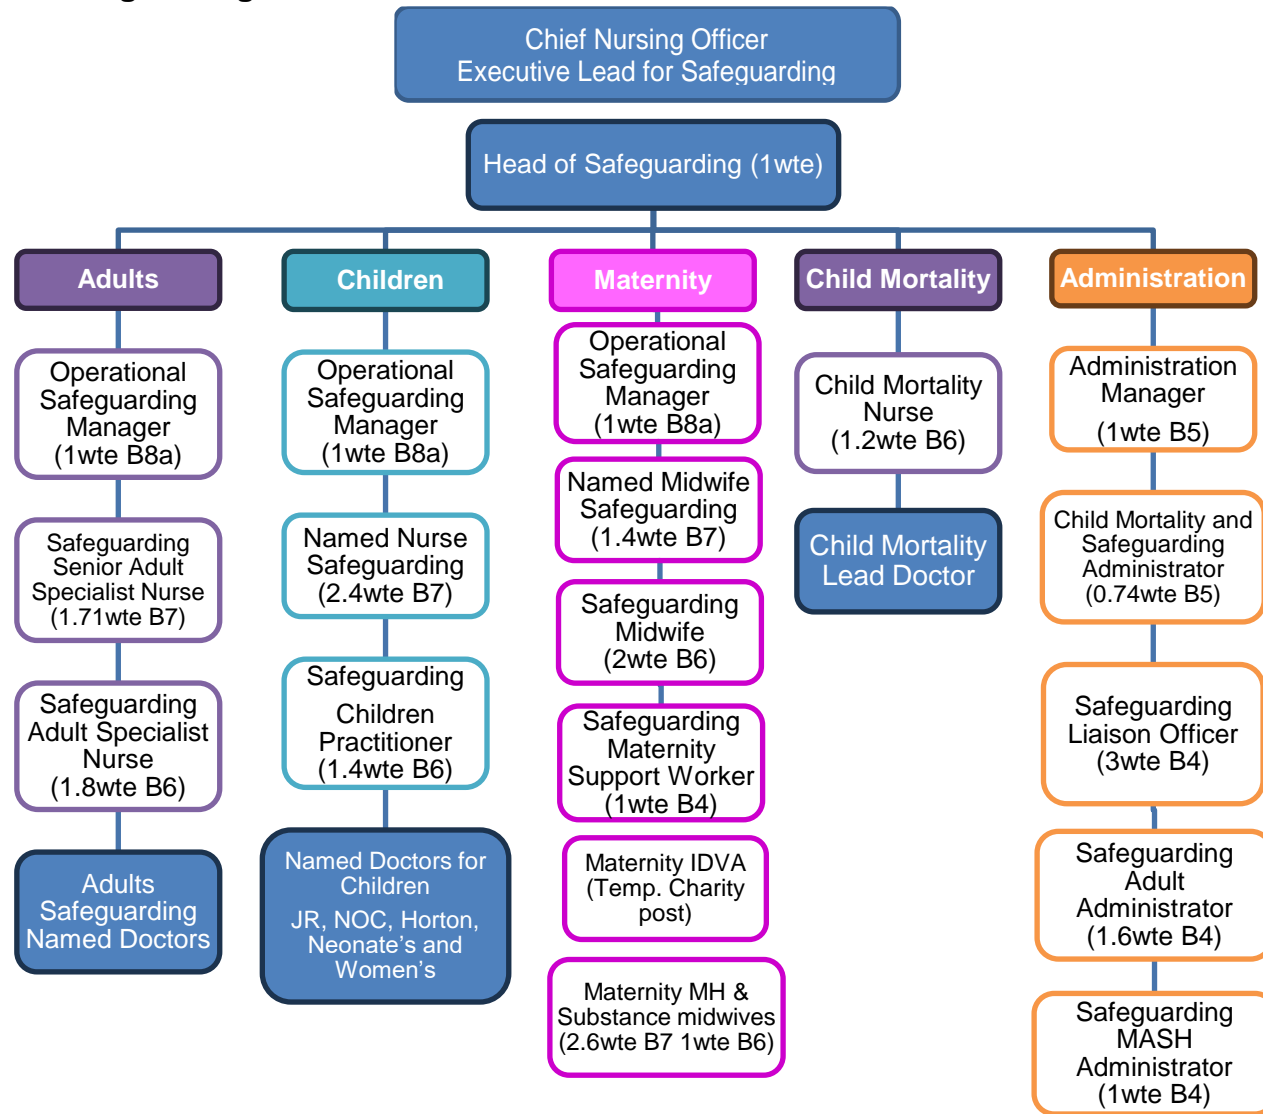 Chief Nursing Officer
Executive Lead for Safeguarding
Head of Safeguarding (1wte)
Adults
Operational
Safeguarding
Manager
(1wte B8a)
Safeguarding
Senior Adult
Specialist Nurse
(1.71wte B7)
Safeguarding
Adult Specialist
Nurse
(1.8wte B6)
Adults
Safeguarding
Named Doctors
Children
Operational
Safeguarding
Manager
(1wte B8a)
Named Nurse
Safeguarding
(2.4wte B7)
Safeguarding
Children
Practitioner
(1.4wte B6)
Named Doctors for
Children
JR, NOC, Horton,
Neonate's and
Women's
Maternity
Operational
Safeguarding
Manager
(1wte B8a)
Named Midwife
Safeguarding
(1.4wte B7)
Safeguarding
Midwife
(2wte B6)
Safeguarding
Maternity
Support Worker
(1wte B4)
Maternity IDVA
(Temp. Charity
post)
Maternity MH &
Substance midwives
(2.6wte B7 1wte B6)
Child Mortality
Child Mortality
Nurse
(1.2wte B6)
Child Mortality
Lead Doctor
Administration
Administration
Manager
(1wte B5)
Child Mortality and
Safeguarding
Administrator
(0.74wte B5)
Safeguarding
Liaison Officer
(3wte B4)
Safeguarding
Adult
Administrator
(1.6wte B4)
Safeguarding
MASH
Administrator
(1wte B4)